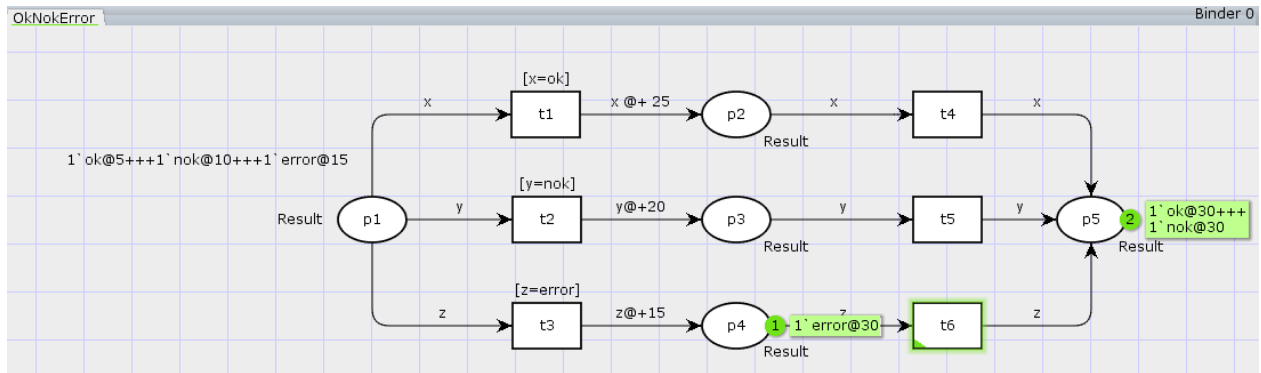 OkNokError
Binder 0
[x=ok]
x
t1
x @+ 25
p2
x
t4
x
Result
1`ok@5+++1`nok@10+++1`error@15
[y=nok]
Result
p1
y
t2
y@+20
p3
y
t5
y
p5
2
1`ok@30+++
1`nok@30
Result
Result
[z=error]
z
t3
z@+15
p4
1
1`error@30
z
t6
z
Result